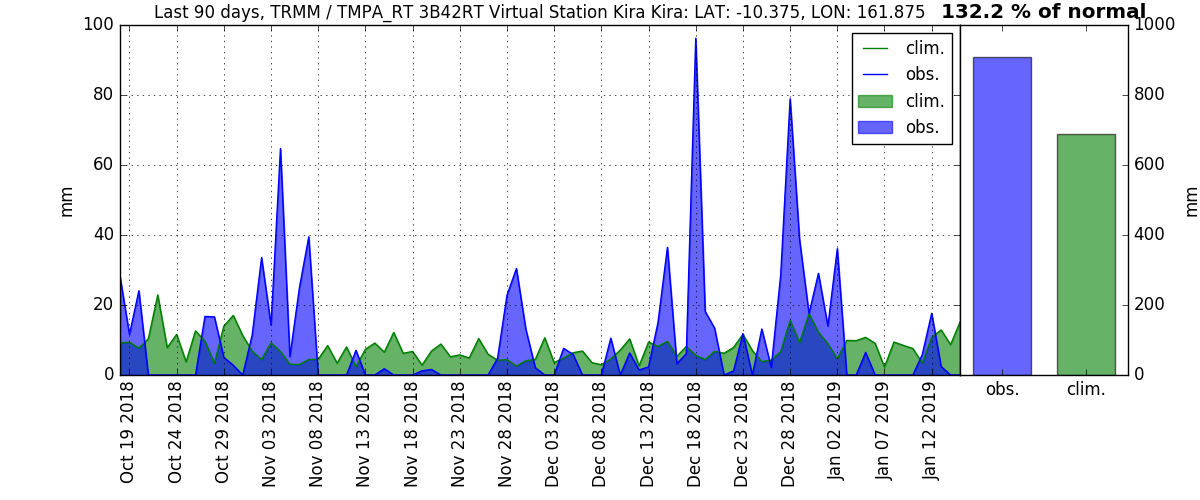 Last 90 days, TRMM / TMPA_RT 3B42RT Virtual Station Kira Kira: LAT: -10.375, LON: 161.875 132.2 % of normal
100
80
60
40
20
0
mm
clim.
obs.
clim.
obs.
Oct 19 2018
Oct 24 2018
Oct 29 2018
Nov 03 2018
Nov 08 2018
Nov 13 2018
Nov 18 2018
Nov 23 2018
Nov 28 2018
Dec 03 2018
Dec 08 2018
Dec 13 2018
Dec 18 2018
Dec 23 2018
Dec 28 2018
Jan 02 2019
Jan 07 2019
Jan 12 2019
1000
800
600
400
200
0
mm
obs. clim.